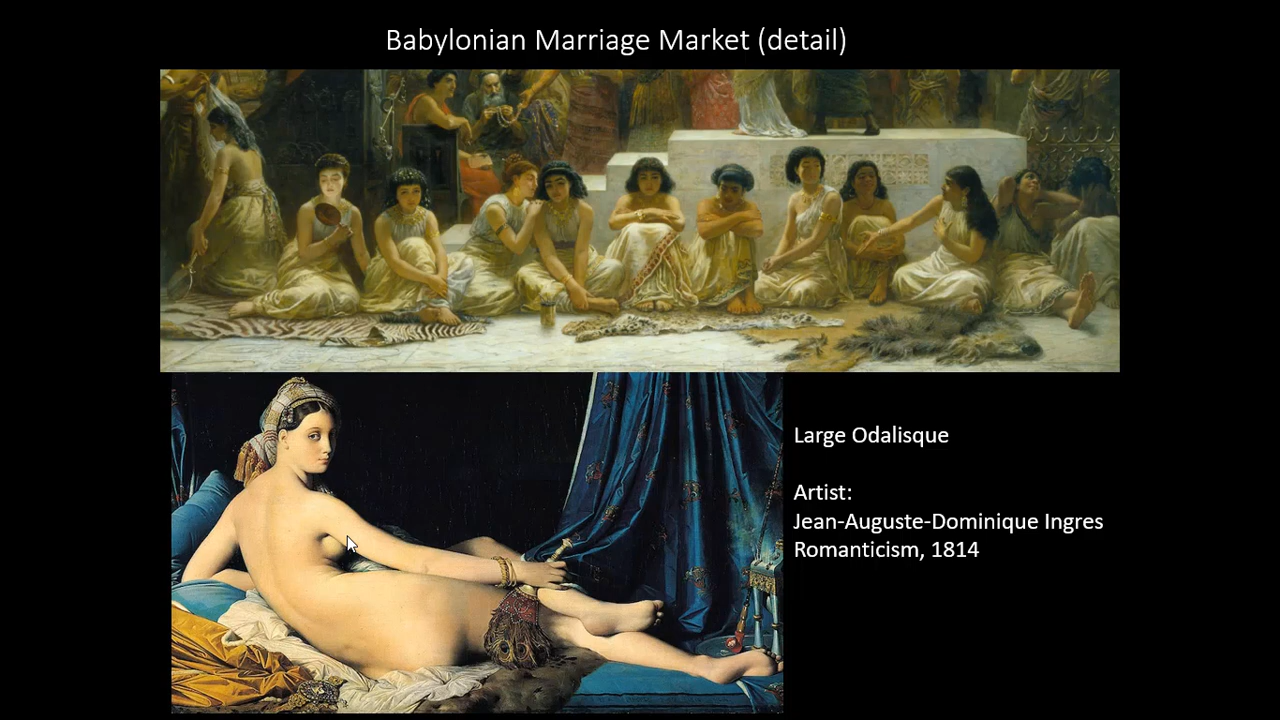 Babylonian Marriage Market (detail)
Large Odalisque
Artist:
Jean-Auguste-Dominique Ingres
Romanticism, 1814